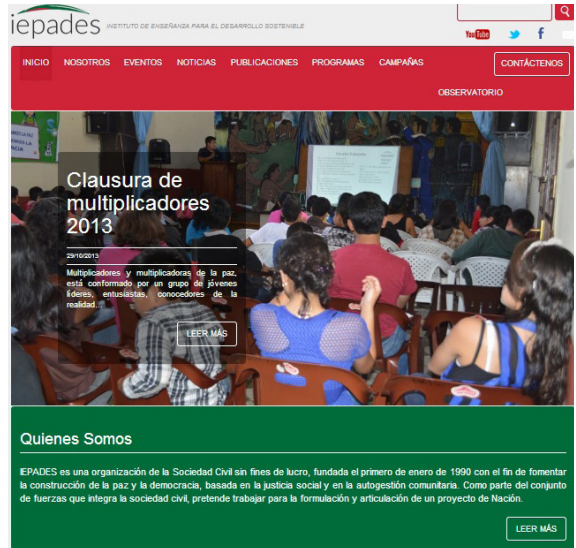 iepades INSTITUTO DE ENSEÑANZA PARA EL DESARROLLO SOSTENIBLE
You Tube
INICIO NOSOTROS EVENTOS NOTICIAS PUBLICACIONES PROGRAMAS CAMPAÑAS CONTÁCTENOS
OBSERVATORIO
Clausura de
multiplicadores
2013
29/10/2013
Multiplicadores y multiplicadoras de la paz,
está conformado por un grupo de jóvenes
líderes, entusiastas, conocedores de la
realidad...
LEER MÁS
Quienes Somos
IEPADES es una organización de la Sociedad Civil sin fines de lucro, fundada el primero de enero de 1990 con el fin de fomentar
la construcción de la paz y la democracia, basada en la justicia social y en la autogestión comunitaria. Como parte del conjunto
de fuerzas que integra la sociedad civil, pretende trabajar para la formulación y articulación de un proyecto de Nación.
LEER MÁS